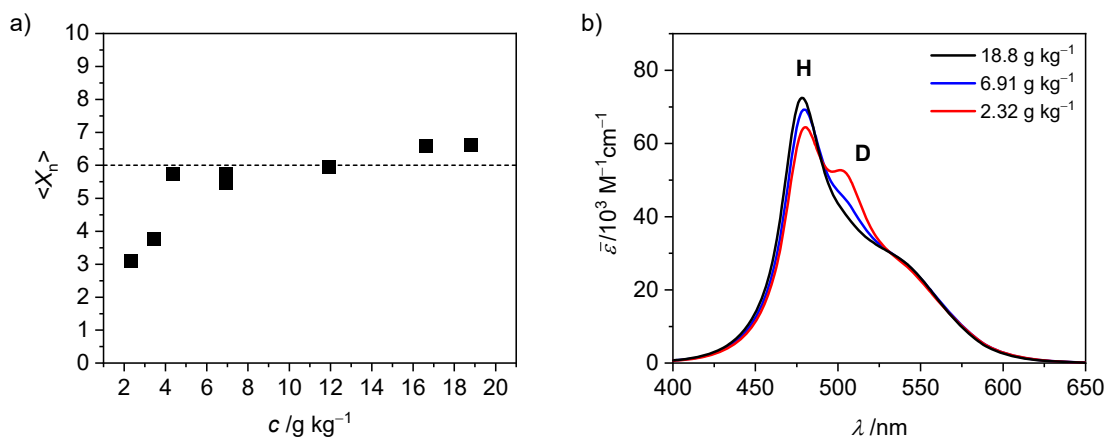 a)
10
9
8
7
6
5
4
3
2
1
0
<Xn>
2 4 6 8 10 12 14 16 18 20
c /g kg⁻¹
b)
80
60
40
20
0
ε̄/10³ M⁻¹cm⁻¹
H
D
18.8 g kg⁻¹
6.91 g kg⁻¹
2.32 g kg⁻¹
400 450 500 550 600 650
λ /nm